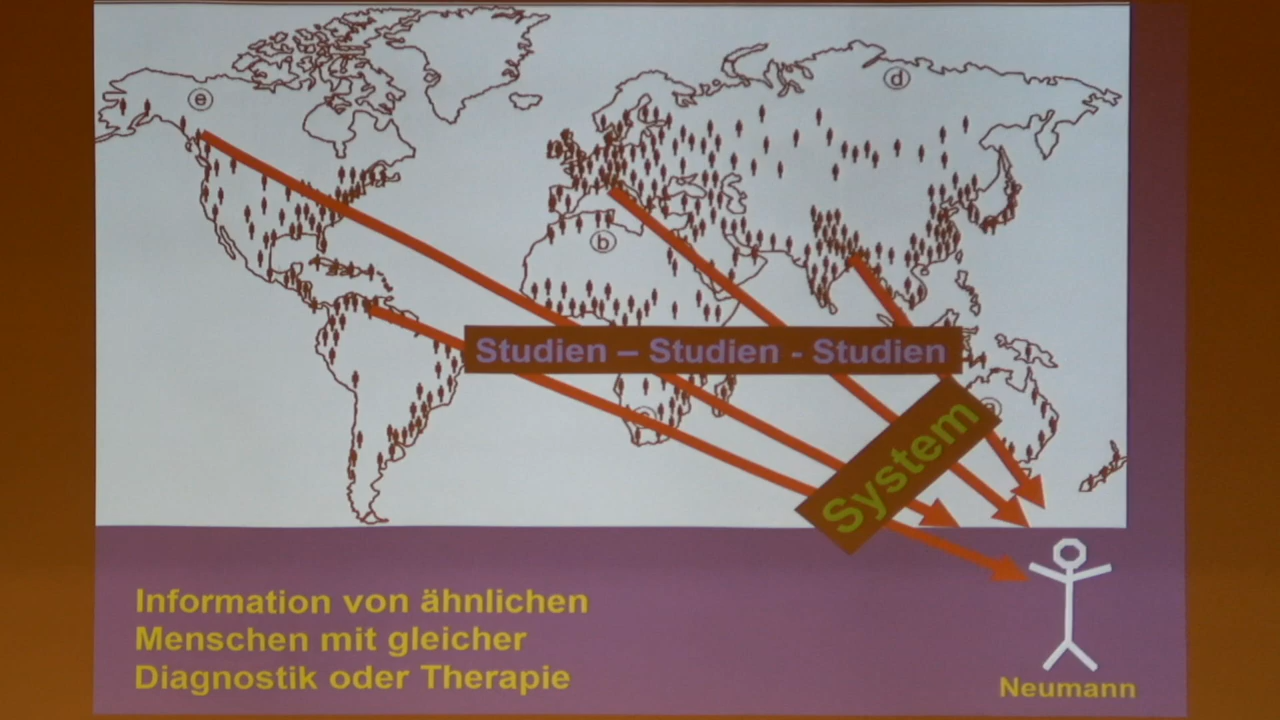 e
d
b
Studien – Studien - Studien
System
Information von ähnlichen
Menschen mit gleicher
Diagnostik oder Therapie
Neumann